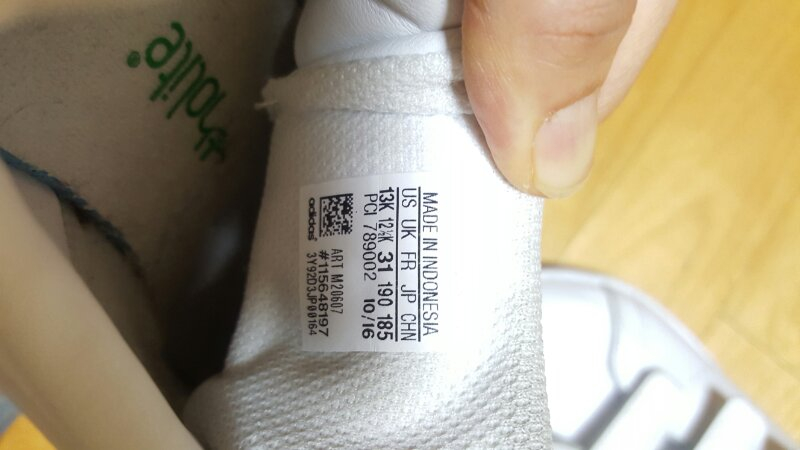 MADE IN INDONESIA
US UK FR JP CHN
13K 12½K 31 190 185
PCI 789002 10/16
adidas
ART M20607
#115648197
3Y92D3JP00164